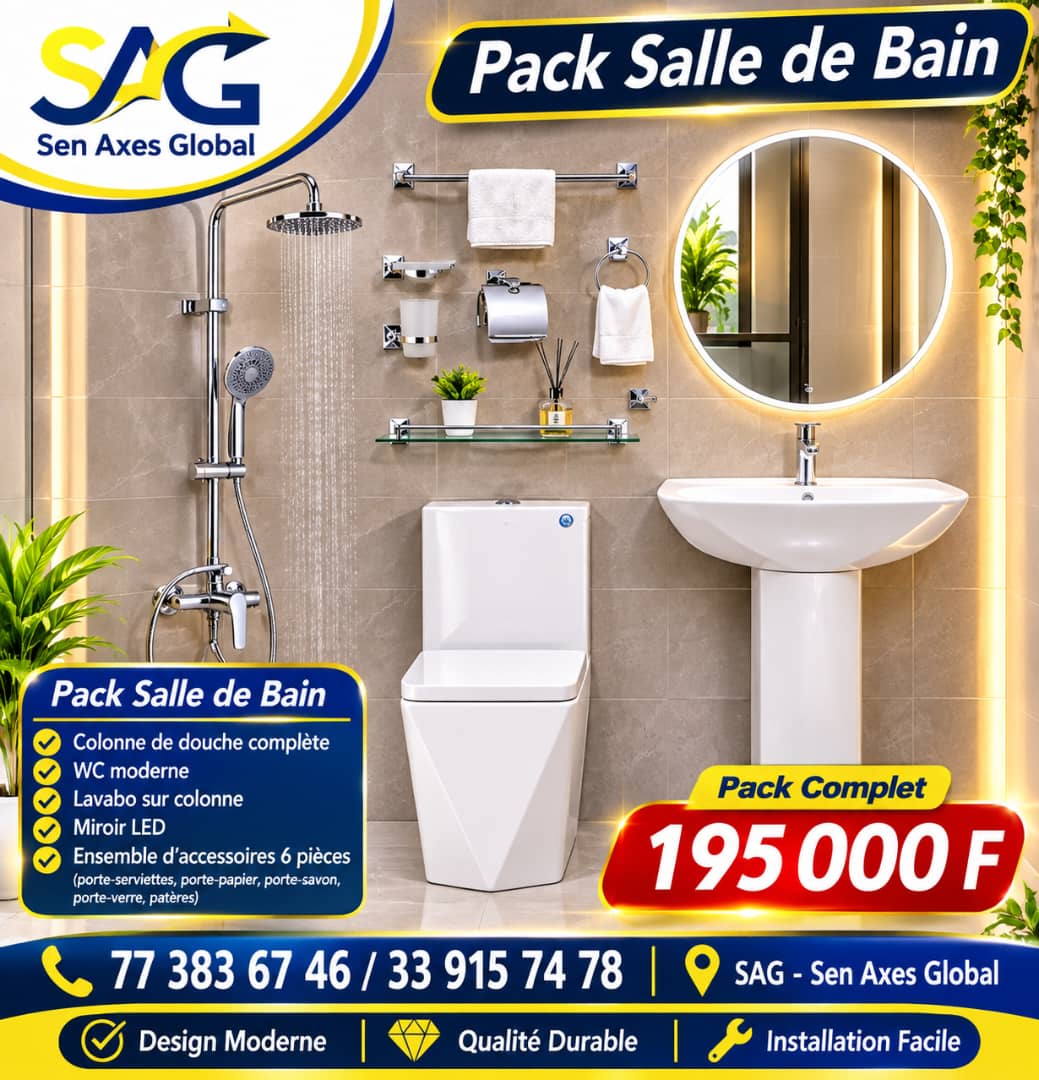 SAG
Sen Axes Global
Pack Salle de Bain
Pack Salle de Bain
Colonne de douche complète
WC moderne
Lavabo sur colonne
Miroir LED
Ensemble d'accessoires 6 pièces
(porte-serviettes, porte-papier, porte-savon,
porte-verre, patères)
Pack Complet
195 000 F
77 383 67 46 / 33 915 74 78
SAG - Sen Axes Global
Design Moderne
Qualité Durable
Installation Facile